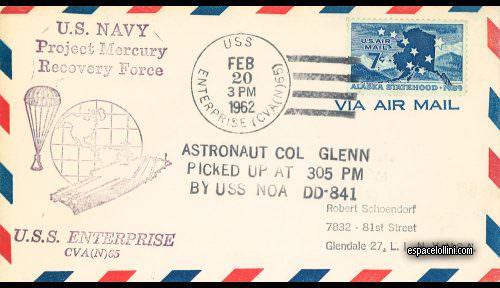 U.S. NAVY
Project Mercury
Recovery Force
U.S.S. ENTERPRISE
CVA(N)65
USS
FEB
20
3 PM
1962
ENTERPRISE (CVA(N)65)
U.S. AIR
MAIL
7¢
ALASKA STATEHOOD · 1959
VIA AIR MAIL
ASTRONAUT COL GLENN
PICKED UP AT 305 PM
BY USS NOA DD-841
Robert Schoendorf
7832 - 81st Street
Glendale 27, L. I.
espacelollini.com